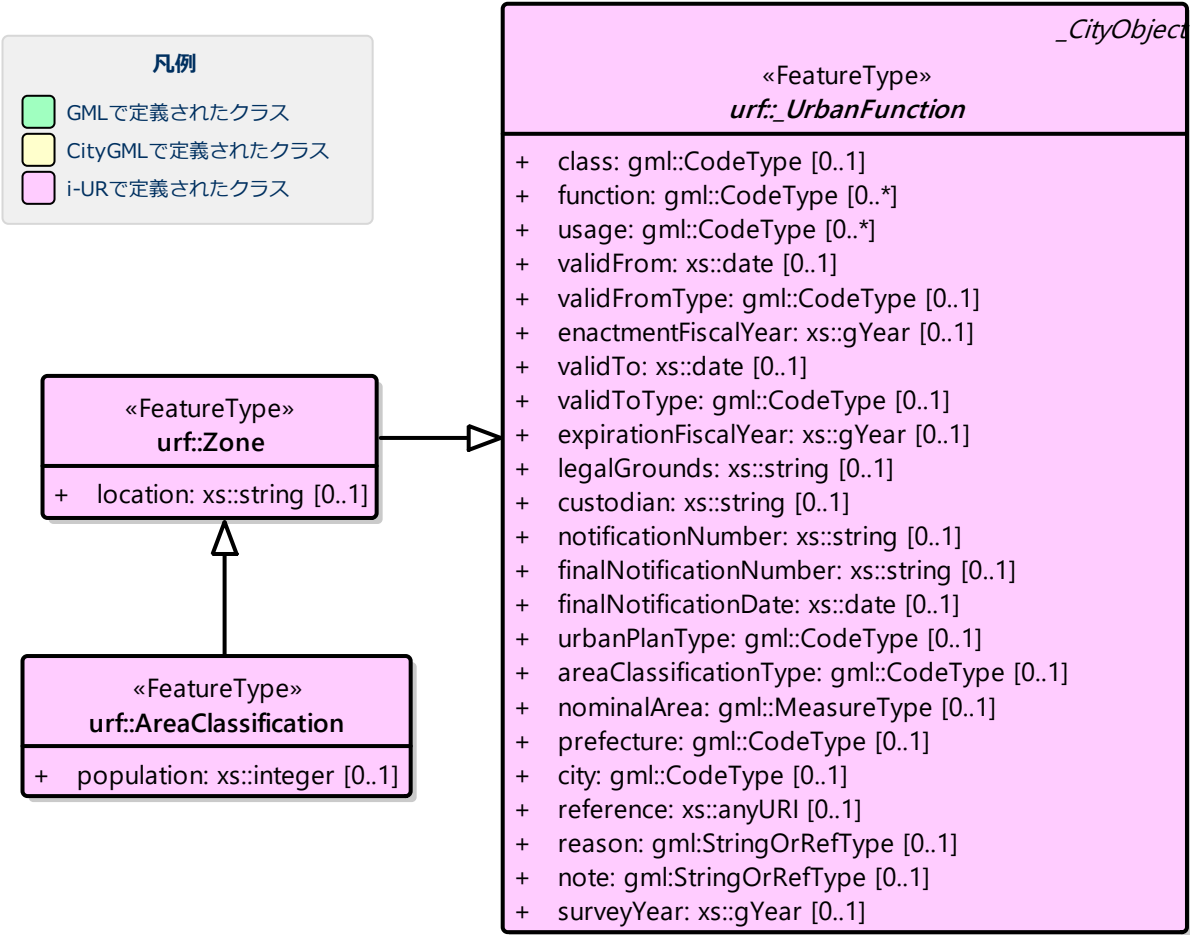 凡例
GMLで定義されたクラス
CityGMLで定義されたクラス
i-URで定義されたクラス
_CityObject
«FeatureType»
urf::_UrbanFunction
+ class: gml::CodeType [0..1]
+ function: gml::CodeType [0..*]
+ usage: gml::CodeType [0..*]
+ validFrom: xs::date [0..1]
+ validFromType: gml::CodeType [0..1]
+ enactmentFiscalYear: xs::gYear [0..1]
+ validTo: xs::date [0..1]
+ validToType: gml::CodeType [0..1]
+ expirationFiscalYear: xs::gYear [0..1]
+ legalGrounds: xs::string [0..1]
+ custodian: xs::string [0..1]
+ notificationNumber: xs::string [0..1]
+ finalNotificationNumber: xs::string [0..1]
+ finalNotificationDate: xs::date [0..1]
+ urbanPlanType: gml::CodeType [0..1]
+ areaClassificationType: gml::CodeType [0..1]
+ nominalArea: gml::MeasureType [0..1]
+ prefecture: gml::CodeType [0..1]
+ city: gml::CodeType [0..1]
+ reference: xs::anyURI [0..1]
+ reason: gml:StringOrRefType [0..1]
+ note: gml:StringOrRefType [0..1]
+ surveyYear: xs::gYear [0..1]
«FeatureType»
urf::Zone
+ location: xs::string [0..1]
«FeatureType»
urf::AreaClassification
+ population: xs::integer [0..1]